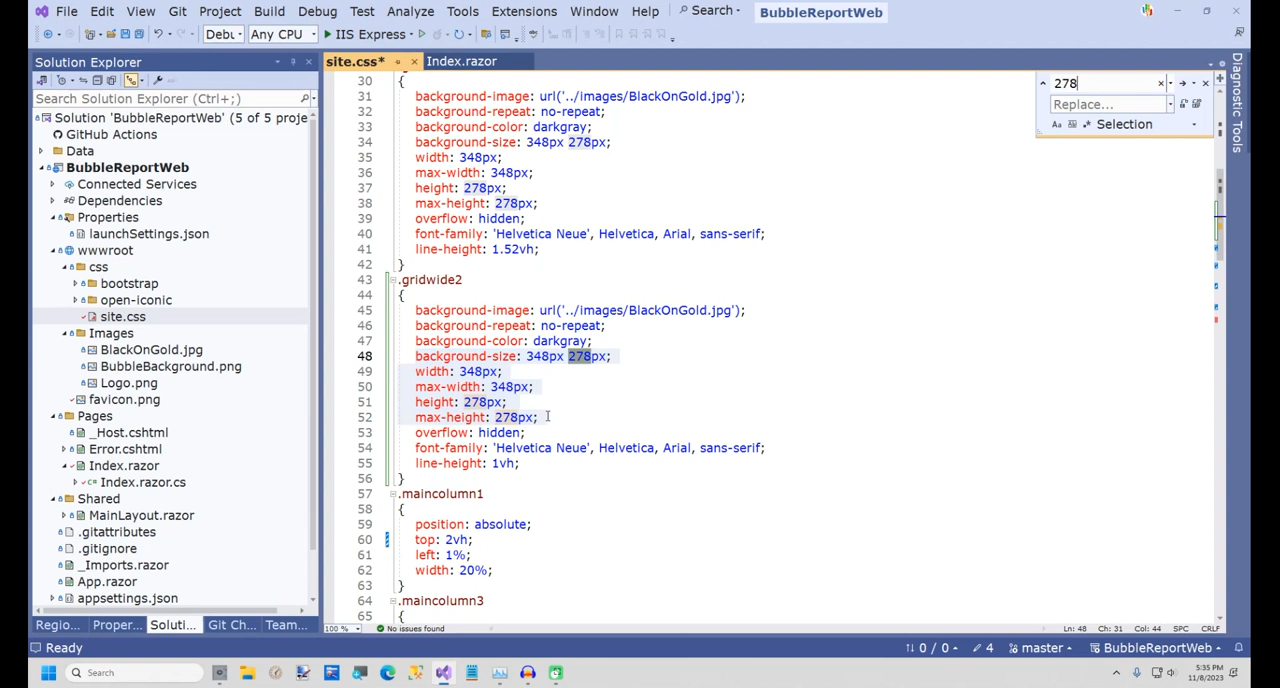 File Edit View Git Project Build Debug Test Analyze Tools Extensions Window Help Search BubbleReportWeb
Debu Any CPU IIS Express
Solution Explorer
Search Solution Explorer (Ctrl+;)
Solution 'BubbleReportWeb' (5 of 5 proje
GitHub Actions
Data
BubbleReportWeb
Connected Services
Dependencies
Properties
launchSettings.json
wwwroot
css
bootstrap
open-iconic
site.css
Images
BlackOnGold.jpg
BubbleBackground.png
Logo.png
favicon.png
Pages
_Host.cshtml
Error.cshtml
Index.razor
Index.razor.cs
Shared
MainLayout.razor
.gitattributes
.gitignore
_Imports.razor
App.razor
appsettings.json
Regio... Proper... Soluti... Git Ch... Team...
site.css* Index.razor
278
Replace...
Selection
Diagnostic Tools
30 {
31 background-image: url('../images/BlackOnGold.jpg');
32 background-repeat: no-repeat;
33 background-color: darkgray;
34 background-size: 348px 278px;
35 width: 348px;
36 max-width: 348px;
37 height: 278px;
38 max-height: 278px;
39 overflow: hidden;
40 font-family: 'Helvetica Neue', Helvetica, Arial, sans-serif;
41 line-height: 1.52vh;
42 }
43 .gridwide2
44 {
45 background-image: url('../images/BlackOnGold.jpg');
46 background-repeat: no-repeat;
47 background-color: darkgray;
48 background-size: 348px 278px;
49 width: 348px;
50 max-width: 348px;
51 height: 278px;
52 max-height: 278px;
53 overflow: hidden;
54 font-family: 'Helvetica Neue', Helvetica, Arial, sans-serif;
55 line-height: 1vh;
56 }
57 .maincolumn1
58 {
59 position: absolute;
60 top: 2vh;
61 left: 1%;
62 width: 20%;
63 }
64 .maincolumn3
65 {
100 % No issues found Ln: 48 Ch: 31 Col: 44 SPC CRLF
Ready 0 / 0 4 master BubbleReportWeb
Search 5:35 PM
11/8/2023